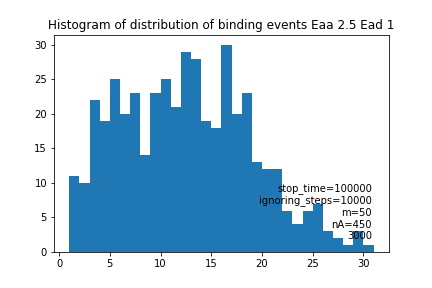 Histogram of distribution of binding events Eaa 2.5 Ead 1
30
25
20
15
10
5
0
stop_time=100000
ignoring_steps=10000
m=50
nA=450
3000
0 5 10 15 20 25 30